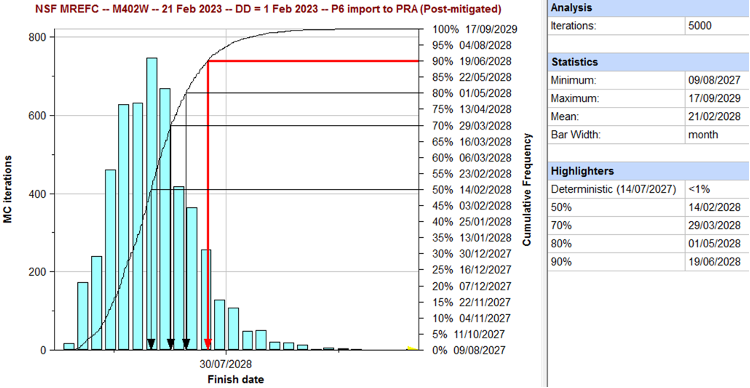 NSF MREFC -- M402W -- 21 Feb 2023 -- DD = 1 Feb 2023 -- P6 import to PRA (Post-mitigated)
800
600
400
200
0
MC iterations
30/07/2028
Finish date
100% 17/09/2029
95% 04/08/2028
90% 19/06/2028
85% 22/05/2028
80% 01/05/2028
75% 13/04/2028
70% 29/03/2028
65% 16/03/2028
60% 06/03/2028
55% 23/02/2028
50% 14/02/2028
45% 03/02/2028
40% 25/01/2028
35% 13/01/2028
30% 30/12/2027
25% 16/12/2027
20% 07/12/2027
15% 22/11/2027
10% 04/11/2027
5% 11/10/2027
0% 09/08/2027
Cumulative Frequency
Analysis
Iterations: 5000
Statistics
Minimum: 09/08/2027
Maximum: 17/09/2029
Mean: 21/02/2028
Bar Width: month
Highlighters
Deterministic (14/07/2027) <1%
50% 14/02/2028
70% 29/03/2028
80% 01/05/2028
90% 19/06/2028